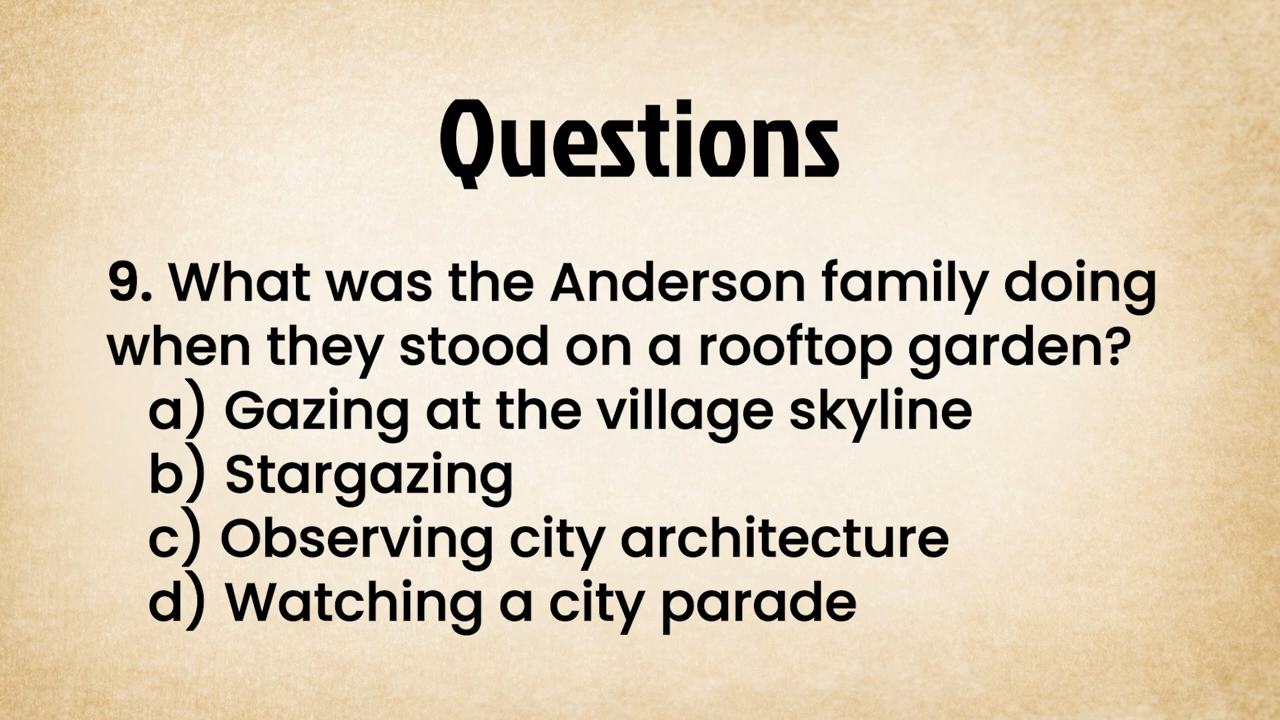 Questions
9. What was the Anderson family doing
when they stood on a rooftop garden?
a) Gazing at the village skyline
b) Stargazing
c) Observing city architecture
d) Watching a city parade